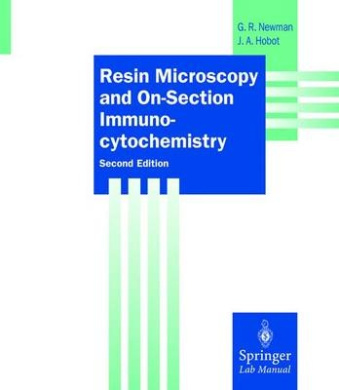 G. R. Newman
J. A. Hobot
Resin Microscopy
and On-Section
Immuno-
cytochemistry
Second Edition
Springer
Lab Manual